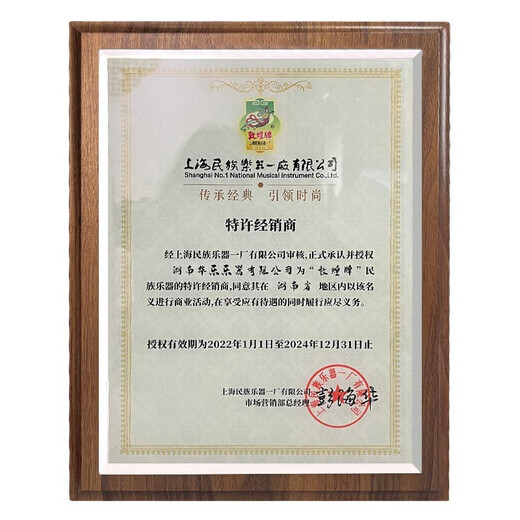 敦煌牌
上海民族樂器一廠有限公司
Shanghai No.1 National Musical Instrument Co.,Ltd.
传承经典 引领时尚
特许经销商
经上海民族乐器一厂有限公司审核,正式承认并授权
河南华乐乐器有限公司为“敦煌牌”民
族乐器的特许经销商,同意其在 河南省 地区内以该名
义进行商业活动,在享受应有待遇的同时履行应尽义务。
授权有效期为2022年1月1日至2024年12月31日止
上海民族乐器一厂有限公司
市场营销部总经理